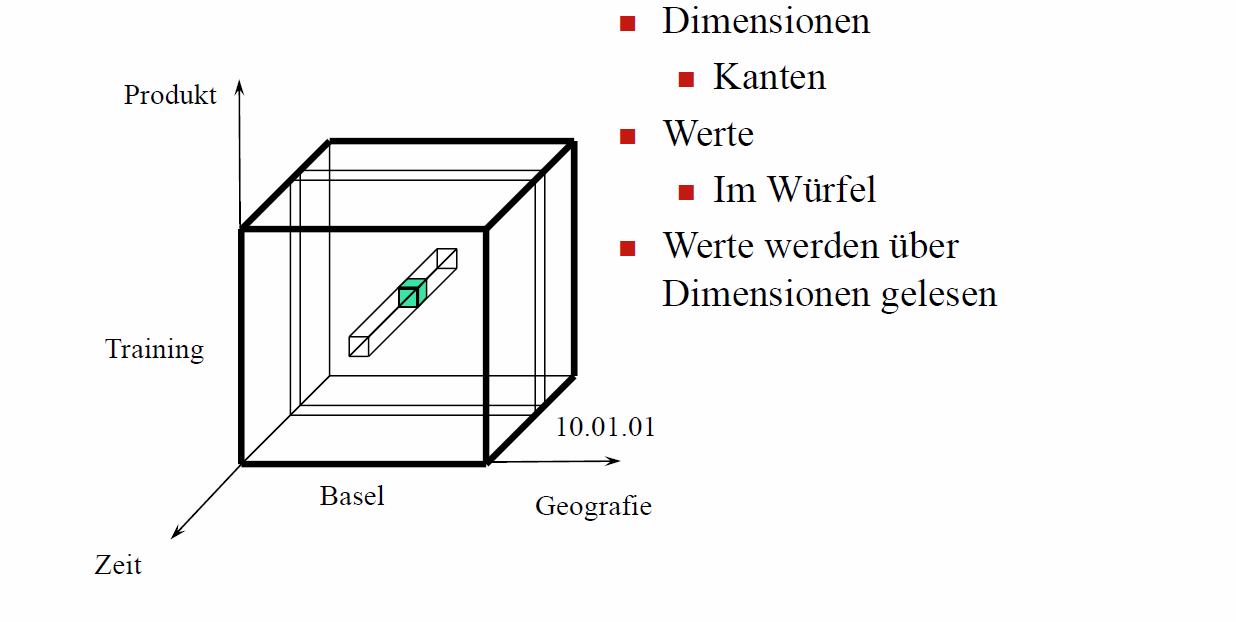 Produkt
Training
Basel
10.01.01
Geografie
Zeit
Dimensionen
Kanten
Werte
Im Würfel
Werte werden über
Dimensionen gelesen